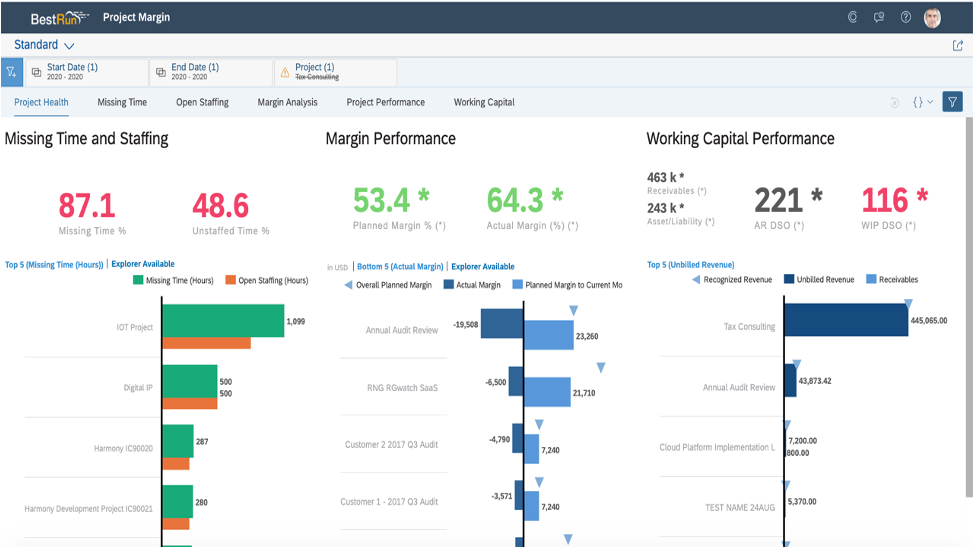 BestRun Project Margin
Standard
Start Date (1) End Date (1) Project (1)
2020 - 2020 2020 - 2020 Tax Consulting
Project Health Missing Time Open Staffing Margin Analysis Project Performance Working Capital
Missing Time and Staffing
87.1 48.6
Missing Time % Unstaffed Time %
Top 5 (Missing Time (Hours)) Explorer Available
Missing Time (Hours) Open Staffing (Hours)
IOT Project 1,099
Digital IP 500
500
Harmony IC90020 287
Harmony Development Project IC90021 280
Margin Performance
53.4 * 64.3 *
Planned Margin % (*) Actual Margin (%) (*)
in USD Bottom 5 (Actual Margin) Explorer Available
Overall Planned Margin Actual Margin Planned Margin to Current Mo
Annual Audit Review -19,508 23,260
RNG RGwatch SaaS -6,500 21,710
Customer 2 2017 Q3 Audit -4,790 7,240
Customer 1 - 2017 Q3 Audit -3,571 7,240
Working Capital Performance
463 k *
Receivables (*)
243 k *
Asset/Liability (*)
221 * 116 *
AR DSO (*) WIP DSO (*)
Top 5 (Unbilled Revenue)
Recognized Revenue Unbilled Revenue Receivables
Tax Consulting 445,065.00
Annual Audit Review 43,873.42
Cloud Platform Implementation L 7,200.00
800.00
TEST NAME 24AUG 5,370.00